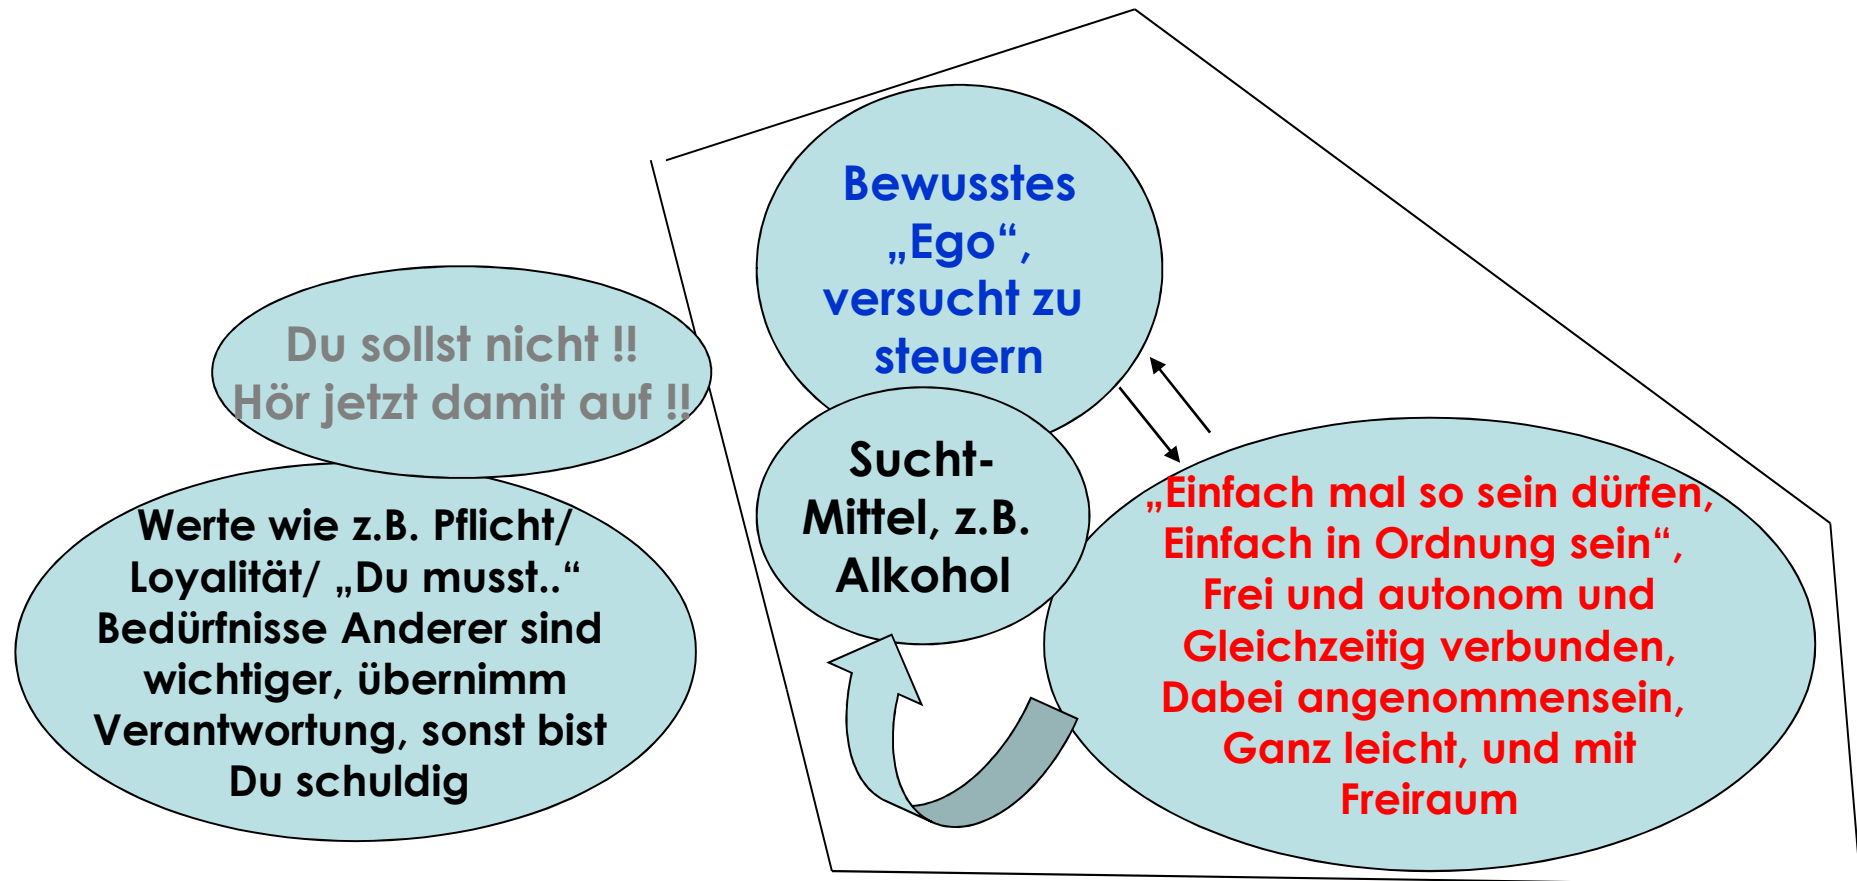 Bewusstes
„Ego“,
versucht zu
steuern
Du sollst nicht !!
Hör jetzt damit auf !!
Sucht-
Mittel, z.B.
Alkohol
Werte wie z.B. Pflicht/
Loyalität/ „Du musst..“
Bedürfnisse Anderer sind
wichtiger, übernimm
Verantwortung, sonst bist
Du schuldig
„Einfach mal so sein dürfen,
Einfach in Ordnung sein“,
Frei und autonom und
Gleichzeitig verbunden,
Dabei angenommensein,
Ganz leicht, und mit
Freiraum